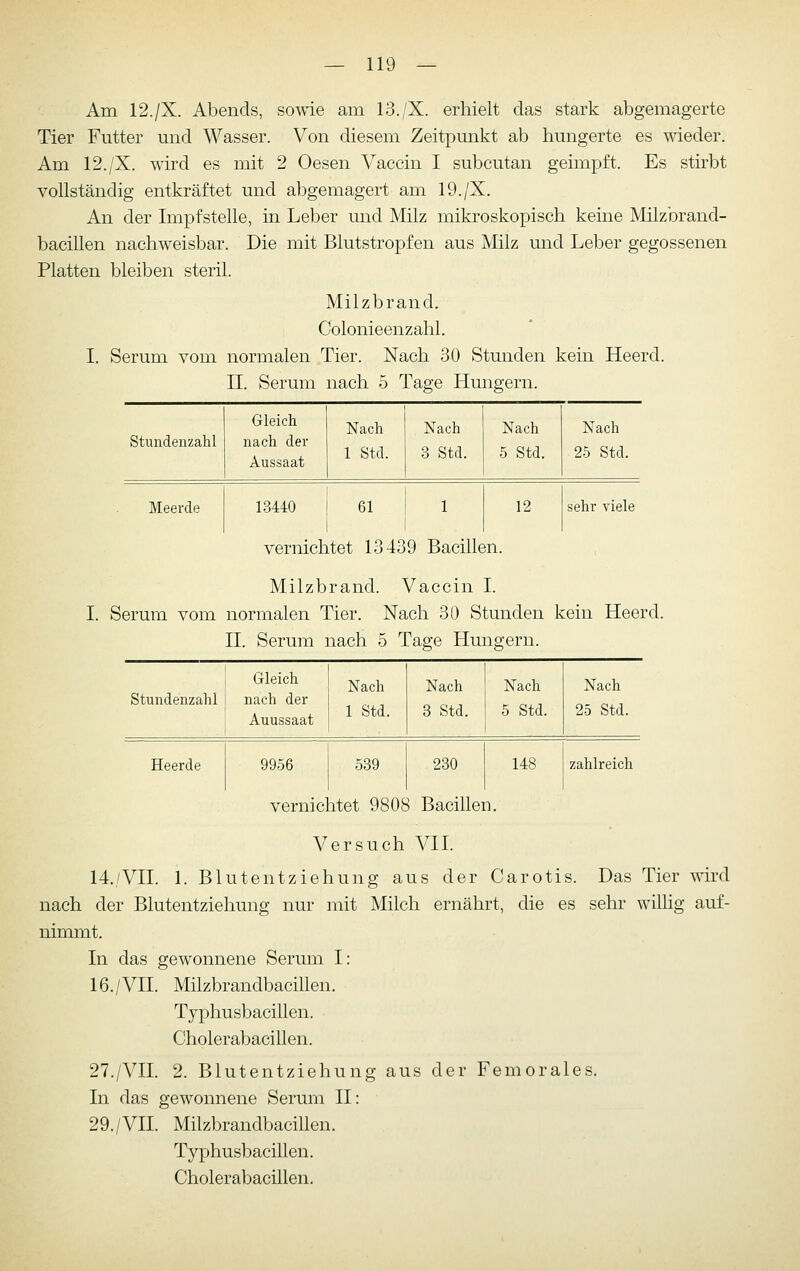 — 119 —
Am 12./X. Abends, sowie am 13./X. erhielt das stark abgemagerte
Tier Futter und Wasser. Von diesem Zeitpunkt ab hungerte es wieder.
Am 12./X. wird es mit 2 Oesen Vaccin I subcutan geimpft. Es stirbt
vollständig entkräftet und abgemagert am 19./X.
An der Impfstelle, in Leber und Milz mikroskopisch keine Milzbrand-
bacillen nachweisbar. Die mit Blutstropfen aus Milz und Leber gegossenen
Platten bleiben steril.
Milzbrand.
Colonieenzahl.
I. Serum vom normalen Tier. Nach 30 Stunden kein Heerd.
II. Serum nach 5 Tage Hungern.
Stundenzahl Gleich nach der Aussaat Nach 1 Std. Nach 3 Std. Nach 5 Std. Nach 25 Std.
Meerde 13440 61 1 12 sehr viele
vernichtet 13439 Bacillen.
Milzbrand. Vaccin I.
I. Serum vom normalen Tier. Nach 30 Stunden kein Heerd.
II. Serum nach 5 Tage Hungern.
Stundenzahl Gleich nach der Auussaat Nach 1 Std. Nach 3 Std. Nach 5 Std. Nach 25 Std.
Heerde 9956 539 230 148 zahlreich
vernichtet 9808 Bacillen.
Versuch VII.
14./VII. 1. Blutentziehung aus der Carotis. Das Tier wird
nach der Blutentziehung nur mit Milch ernährt, die es sehr willig auf-
nimmt.
In das gewonnene Serum I:
16./VII. Milzbrandbacillen.
Typhusbacillen.
Cholerabacillen.
27./VII. 2. Blutentziehung aus der Femorales.
In das gewonnene Serum II:
29./VII. Milzbrandbacillen.
Typhusbacillen.
Cholerabacillen.